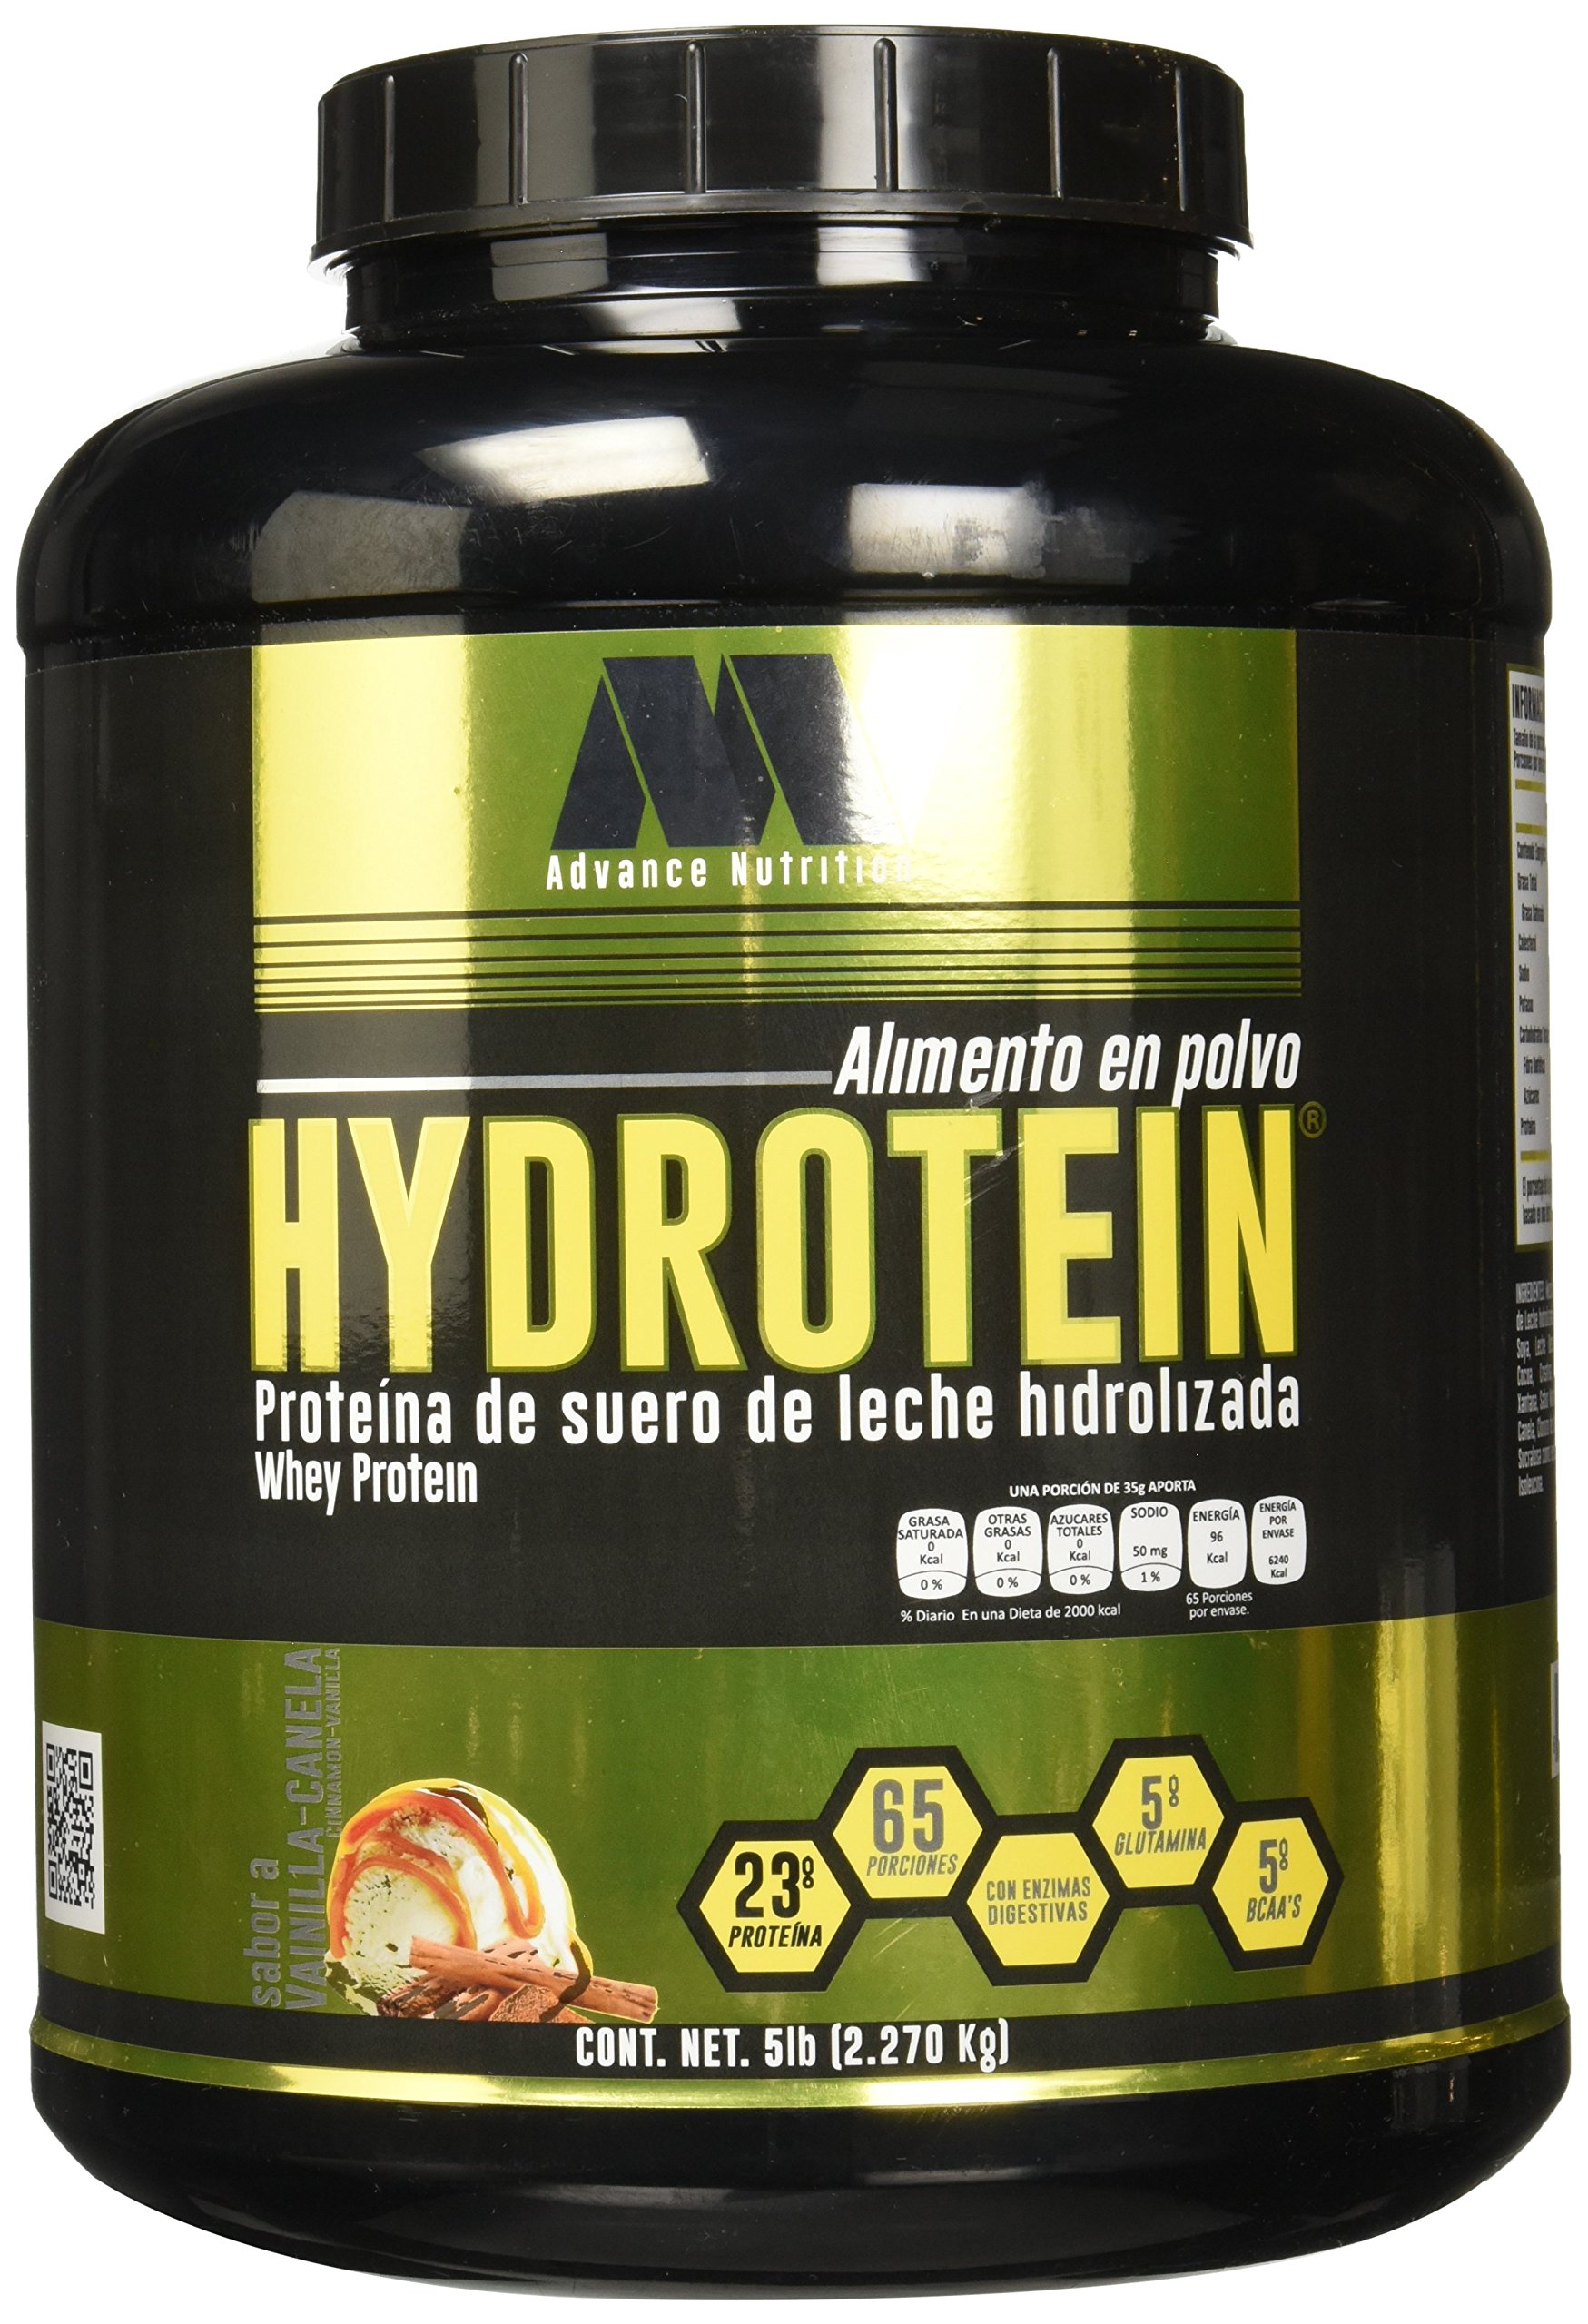 Advance Nutrition
Alimento en polvo
HYDROTEIN®
Proteína de suero de leche hidrolizada
Whey Protein
UNA PORCIÓN DE 35g APORTA
GRASA SATURADA 0 Kcal 0 %
OTRAS GRASAS 0 Kcal 0 %
AZUCARES TOTALES 0 Kcal 0 %
SODIO 50 mg 1 %
ENERGÍA 96 Kcal
ENERGÍA POR ENVASE 6240 Kcal
% Diario En una Dieta de 2000 kcal
65 Porciones por envase.
sabor a
VAINILLA-CANELA
CINNAMON-VANILLA
23g PROTEÍNA
65 PORCIONES
CON ENZIMAS DIGESTIVAS
5g GLUTAMINA
5g BCAA'S
CONT. NET. 5lb (2.270 Kg)